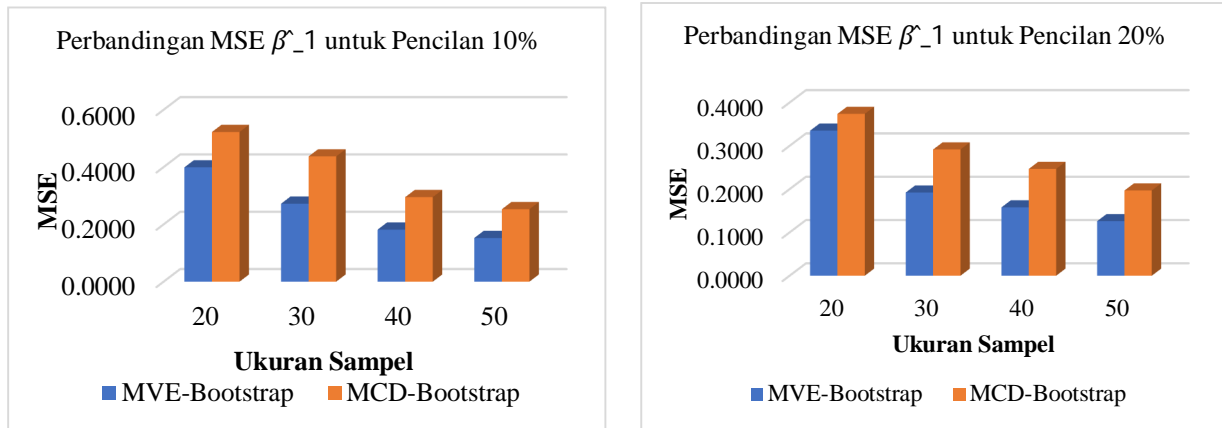 Perbandingan MSE β^_1 untuk Pencilan 10%
0.6000
0.4000
0.2000
0.0000
MSE
20 30 40 50
Ukuran Sampel
MVE-Bootstrap MCD-Bootstrap
Perbandingan MSE β^_1 untuk Pencilan 20%
0.4000
0.3000
0.2000
0.1000
0.0000
MSE
20 30 40 50
Ukuran Sampel
MVE-Bootstrap MCD-Bootstrap